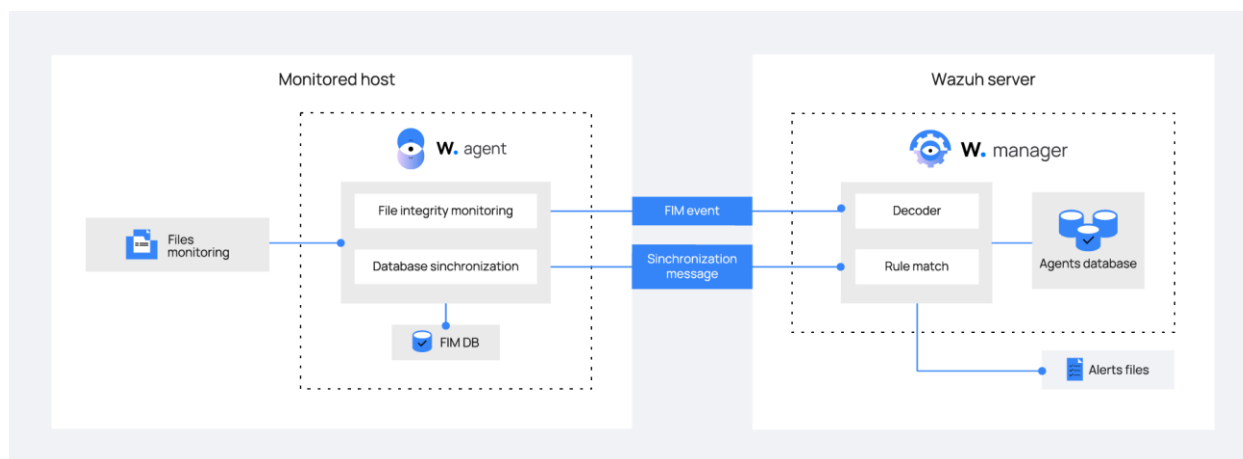 Monitored host
Wazuh server
W. agent
W. manager
File integrity monitoring
FIM event
Decoder
Files
monitoring
Database sinchronization
Sinchronization
message
Rule match
Agents database
FIM DB
Alerts files